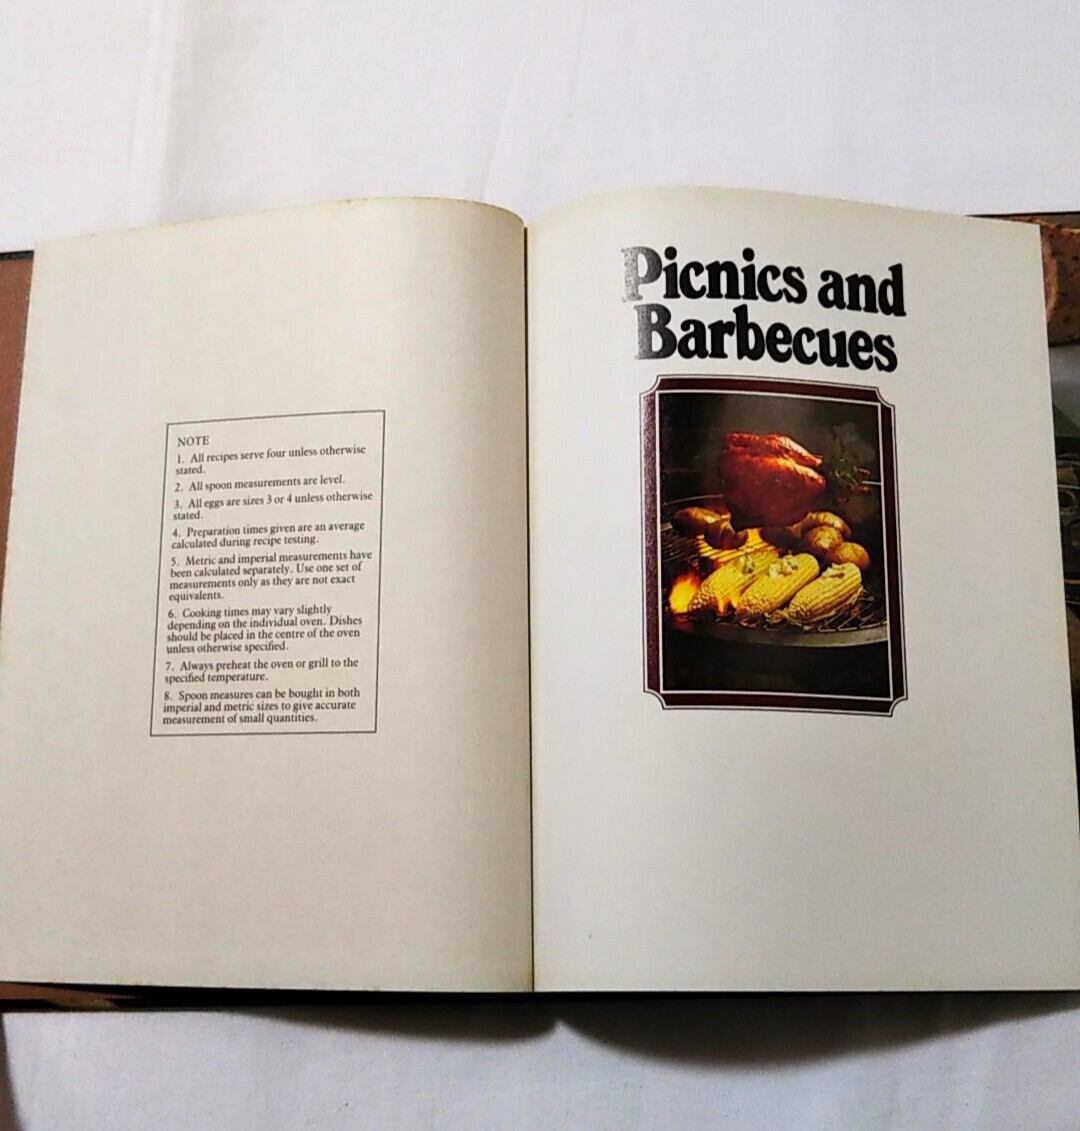 NOTE
1. All recipes serve four unless otherwise
stated.
2. All spoon measurements are level.
3. All eggs are sizes 3 or 4 unless otherwise
stated.
4. Preparation times given are an average
calculated during recipe testing.
5. Metric and imperial measurements have
been calculated separately. Use one set of
measurements only as they are not exact
equivalents.
6. Cooking times may vary slightly
depending on the individual oven. Dishes
should be placed in the centre of the oven
unless otherwise specified.
7. Always preheat the oven or grill to the
specified temperature.
8. Spoon measures can be bought in both
imperial and metric sizes to give accurate
measurement of small quantities.
Picnics and
Barbecues